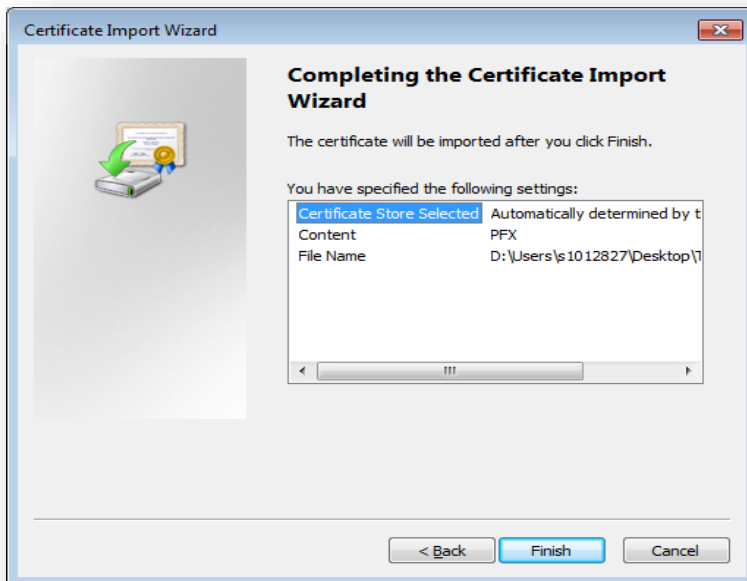 Certificate Import Wizard
Completing the Certificate Import
Wizard
The certificate will be imported after you click Finish.
You have specified the following settings:
Certificate Store Selected Automatically determined by t
Content PFX
File Name D:\Users\s1012827\Desktop\T
< Back Finish Cancel